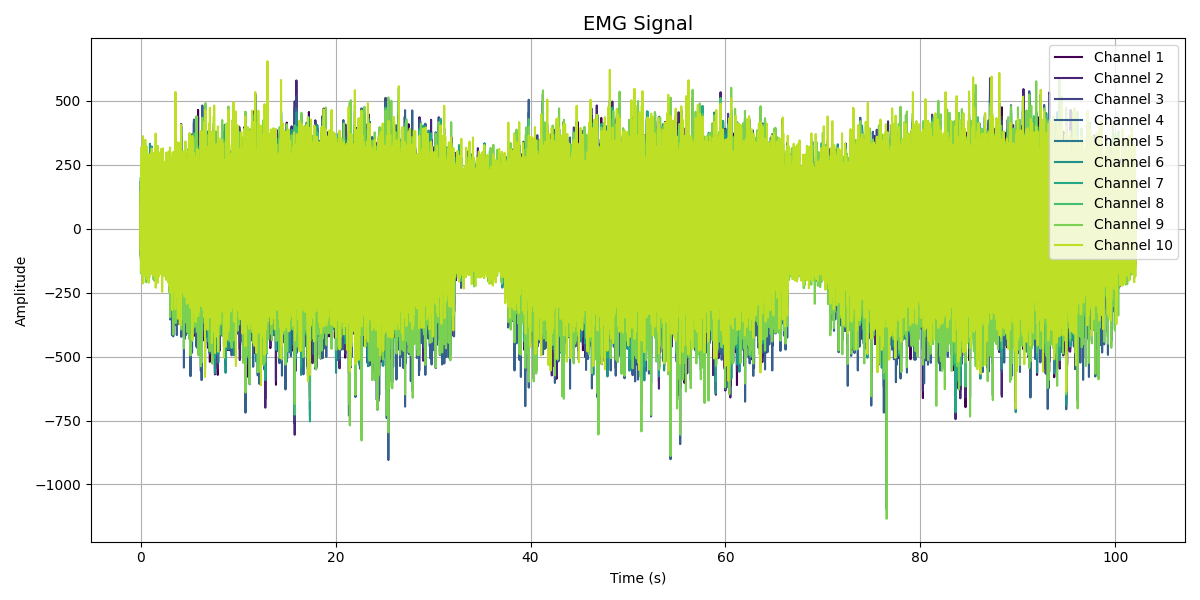 EMG Signal
Channel 1
Channel 2
Channel 3
Channel 4
Channel 5
Channel 6
Channel 7
Channel 8
Channel 9
Channel 10
500
250
0
−250
−500
−750
−1000
Amplitude
0 20 40 60 80 100
Time (s)